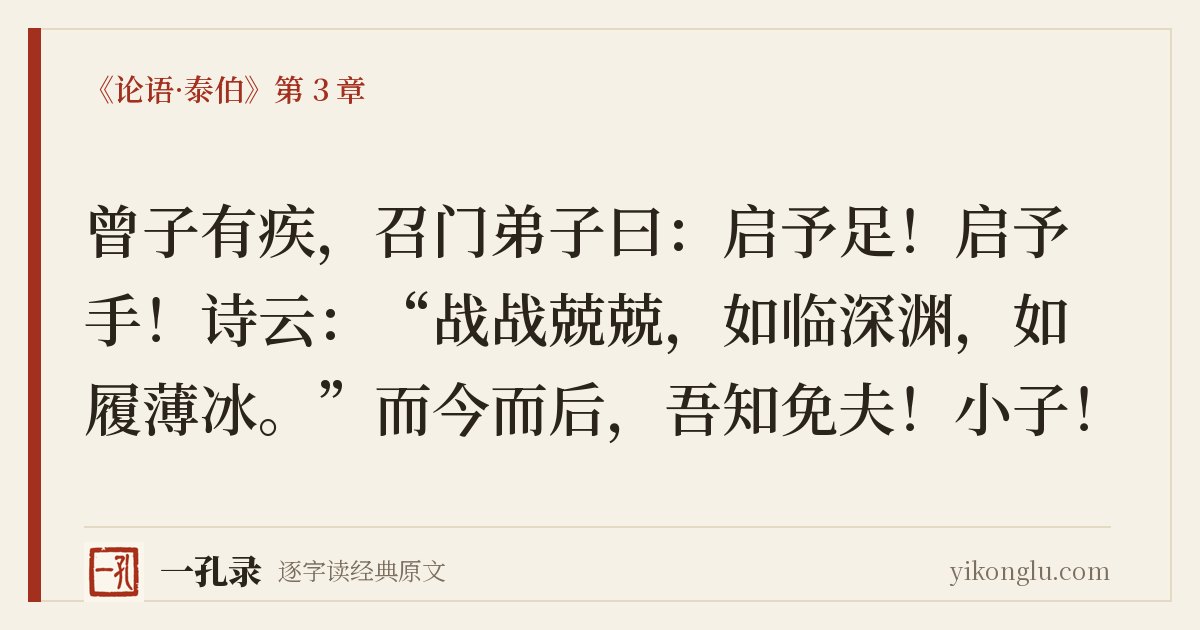 《论语·泰伯》第 3 章
曾子有疾，召门弟子曰：启予足！启予
手！诗云：“战战兢兢，如临深渊，如
履薄冰。”而今而后，吾知免夫！小子！
一孔
一孔录 逐字读经典原文 yikonglu.com